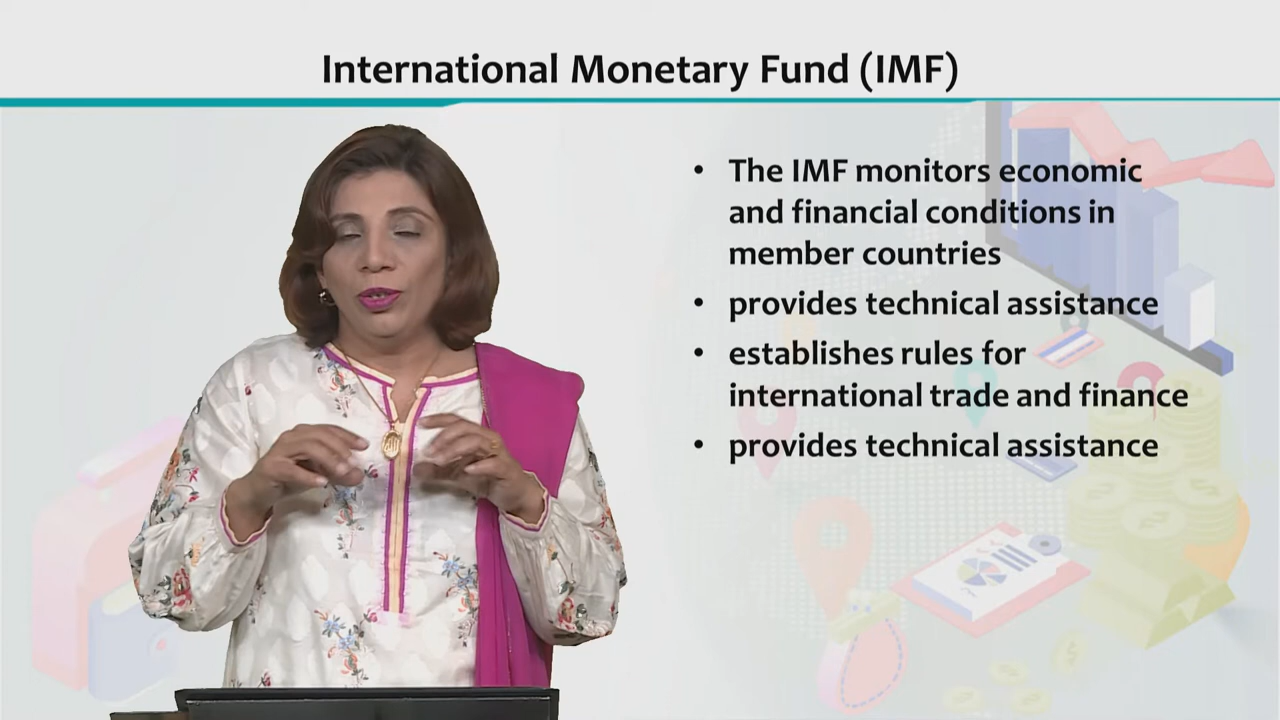 International Monetary Fund (IMF)
• The IMF monitors economic
and financial conditions in
member countries
• provides technical assistance
• establishes rules for
international trade and finance
• provides technical assistance